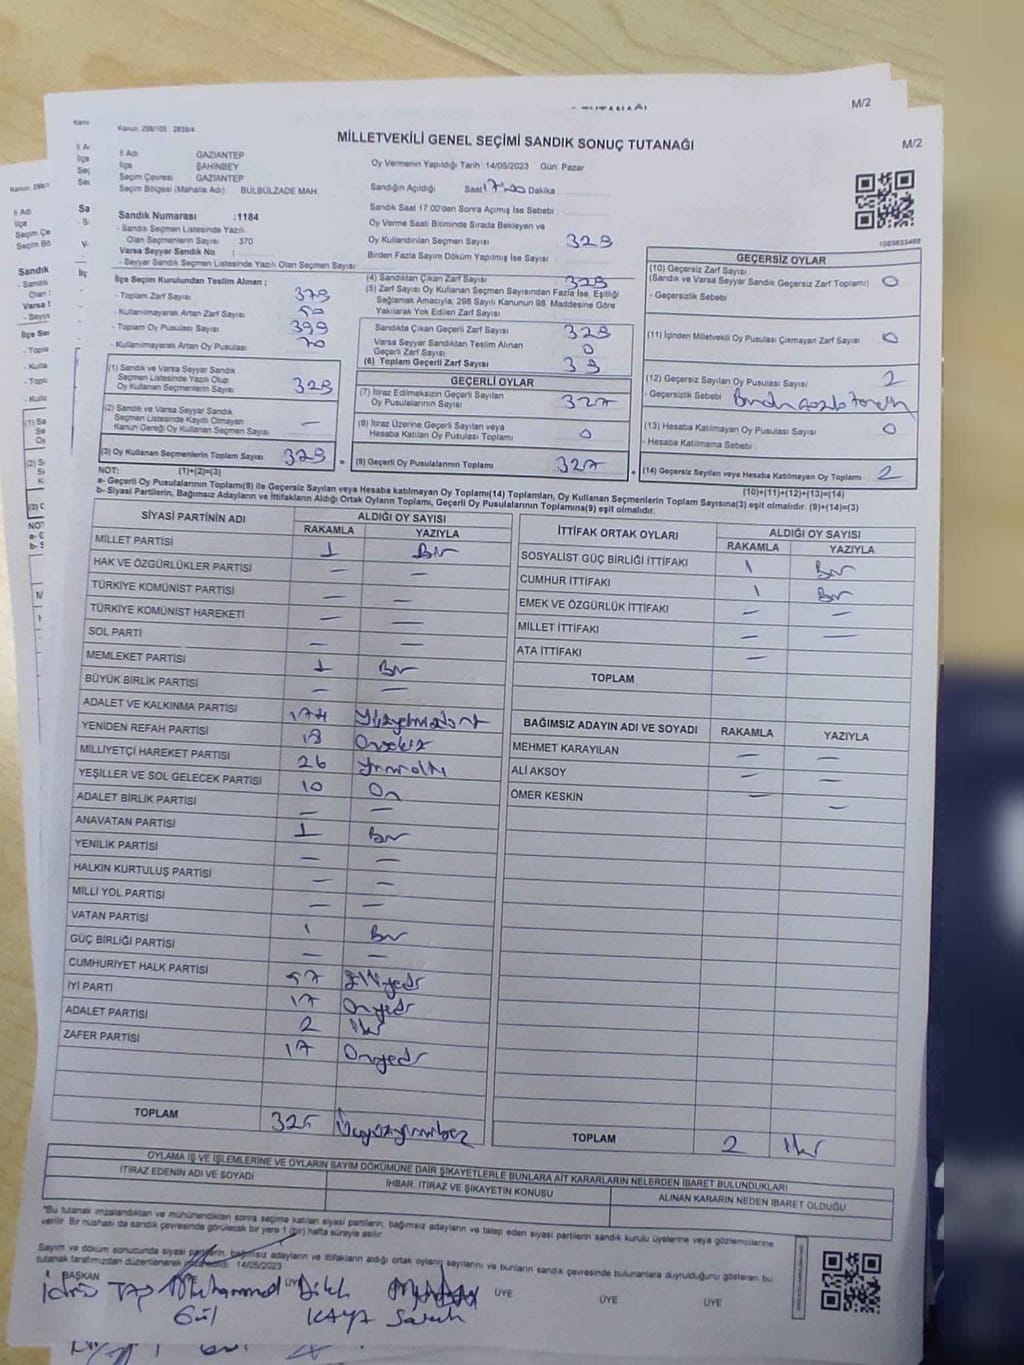 M/2
MİLLETVEKİLİ GENEL SEÇİMİ SANDIK SONUÇ TUTANAĞI
M/2
Kanun: 298/105 ; 2839/4
İl Adı GAZIANTEP
İlçe ŞAHINBEY
Seçim Çevresi GAZIANTEP
Seçim Bölgesi (Mahalle Adı) BÜLBÜLZADE MAH.
Oy Vermenin Yapıldığı Tarih :14/05/2023 Gün: Pazar
Sandığın Açıldığı Saat 17:00 Dakika
Sandık Saat 17:00'den Sonra Açımış İse Sebebi
Oy Verme Saati Bitiminde Sırada Bekleyen ve
Oy Kullandırılan Seçmen Sayısı 329
Birden Fazla Sayım Döküm Yapılmış İse Sayısı
1083833488
Sandık Numarası :1184
- Sandık Seçmen Listesinde Yazılı
Olan Seçmenlerin Sayısı : 370
Varsa Seyyar Sandık No :
- Seyyar Sandık Seçmen Listesinde Yazılı Olan Seçmen Sayısı :
İlçe Seçim Kurulundan Teslim Alınan ;
- Toplam Zarf Sayısı 379
- Kullanılmayarak Artan Zarf Sayısı 50
- Toplam Oy Pusulası Sayısı 399
- Kullanılmayarak Artan Oy Pusulası 70
(1) Sandık ve Varsa Seyyar Sandık
Seçmen Listesinde Yazılı Olup
Oy Kullanan Seçmenlerin Sayısı 329
(2) Sandık ve Varsa Seyyar Sandık
Seçmen Listesinde Kayıtlı Olmayan
Kanun Gereği Oy Kullanan Seçmen Sayısı —
(3) Oy Kullanan Seçmenlerin Toplam Sayısı 329
(4) Sandıktan Çıkan Zarf Sayısı 329
(5) Zarf Sayısı Oy Kullanan Seçmen Sayısından Fazla İse, Eşitliği
Sağlamak Amacıyla, 298 Sayılı Kanunun 98. Maddesine Göre
Yakılarak Yok Edilen Zarf Sayısı
Sandıkta Çıkan Geçerli Zarf Sayısı 329
Varsa Seyyar Sandıktan Teslim Alınan
Geçerli Zarf Sayısı 0
(6) Toplam Geçerli Zarf Sayısı
GEÇERLİ OYLAR
(7) İtiraz Edilmeksizin Geçerli Sayılan
Oy Pusulalarının Sayısı 327
(8) İtiraz Üzerine Geçerli Sayılan veya
Hesaba Katılan Oy Pusulası Toplamı 0
(9) Geçerli Oy Pusulalarının Toplamı 327
GEÇERSİZ OYLAR
(10) Geçersiz Zarf Sayısı
(Sandık ve Varsa Seyyar Sandık Geçersiz Zarf Toplamı) 0
- Geçersizlik Sebebi
(11) İçinden Milletvekili Oy Pusulası Çıkmayan Zarf Sayısı 0
(12) Geçersiz Sayılan Oy Pusulası Sayısı 2
- Geçersizlik Sebebi
(13) Hesaba Katılmayan Oy Pusulası Sayısı 0
- Hesaba Katılmama Sebebi
(14) Geçersiz Sayılan veya Hesaba Katılmayan Oy Toplamı 2
NOT: (1)+(2)=(3) (10)+(11)+(12)+(13)=(14)
a- Geçerli Oy Pusulası Toplamı(9) ile Geçersiz Sayılan veya Hesaba katılmayan Oy Toplamı(14) Toplamları, Oy Kullanan Seçmenlerin Toplam Sayısına(3) eşit olmalıdır. (9)+(14)=(3)
b- Siyasi Partilerin, Bağımsız Adayların ve İttifakların Aldığı Ortak Oyların Toplamı, Geçerli Oy Pusulalarının Toplamına(9) eşit olmalıdır.
SİYASİ PARTİNİN ADI ALDIĞI OY SAYISI
RAKAMLA YAZIYLA
MİLLET PARTİSİ 1 Bir
HAK VE ÖZGÜRLÜKLER PARTİSİ — —
TÜRKİYE KOMÜNİST PARTİSİ — —
TÜRKİYE KOMÜNİST HAREKETİ — —
SOL PARTİ — —
MEMLEKET PARTİSİ 1 Bir
BÜYÜK BİRLİK PARTİSİ — —
ADALET VE KALKINMA PARTİSİ 174 Yüzyetmişdört
YENİDEN REFAH PARTİSİ 18 Onsekiz
MİLLİYETÇİ HAREKET PARTİSİ 26 Yirmialtı
YEŞİLLER VE SOL GELECEK PARTİSİ 10 On
ADALET BİRLİK PARTİSİ — —
ANAVATAN PARTİSİ 1 Bir
YENİLİK PARTİSİ — —
HALKIN KURTULUŞ PARTİSİ — —
MİLLİ YOL PARTİSİ — —
VATAN PARTİSİ 1 Bir
GÜÇ BİRLİĞİ PARTİSİ — —
CUMHURİYET HALK PARTİSİ 57 Elliyedi
İYİ PARTİ 17 Onyedi
ADALET PARTİSİ 2 İki
ZAFER PARTİSİ 17 Onyedi
TOPLAM 325 Üçyüzyirmibeş
İTTİFAK ORTAK OYLARI ALDIĞI OY SAYISI
RAKAMLA YAZIYLA
SOSYALİST GÜÇ BİRLİĞİ İTTİFAKI 1 Bir
CUMHUR İTTİFAKI 1 Bir
EMEK VE ÖZGÜRLÜK İTTİFAKI — —
MİLLET İTTİFAKI — —
ATA İTTİFAKI —
TOPLAM
BAĞIMSIZ ADAYIN ADI VE SOYADI RAKAMLA YAZIYLA
MEHMET KARAYILAN — —
ALİ AKSOY — —
ÖMER KESKİN — —
TOPLAM 2 İki
OYLAMA İŞ VE İŞLEMLERİNE VE OYLARIN SAYIM DÖKÜMÜNE DAİR ŞİKAYETLERLE BUNLARA AİT KARARLARIN NELERDEN İBARET BULUNDUKLARI
İTİRAZ EDENİN ADI VE SOYADI İHBAR, İTİRAZ VE ŞİKAYETİN KONUSU ALINAN KARARIN NEDEN İBARET OLDUĞU
*Bu tutanak imzalandıktan ve mühürlendikten sonra seçime katılan siyasi partilerin, bağımsız adayların ve talep eden siyasi partilerin sandık kurulu üyelerine veya gözlemcilerine
verilir. Bir nüshası da sandık çevresinde görülecek bir yere 1 (bir) hafta süreyle asılır.
Sayım ve döküm sonucunda siyasi partilerin, bağımsız adayların ve ittifakların aldığı ortak oyların sayılarını ve bunların sandık çevresinde bulunanlara duyrulduğunu gösteren bu
tutanak tarafımızdan düzenlenerek 14/05/2023
BAŞKAN ÜYE ÜYE ÜYE ÜYE
İdris TAP Muhammed Gül KAYA